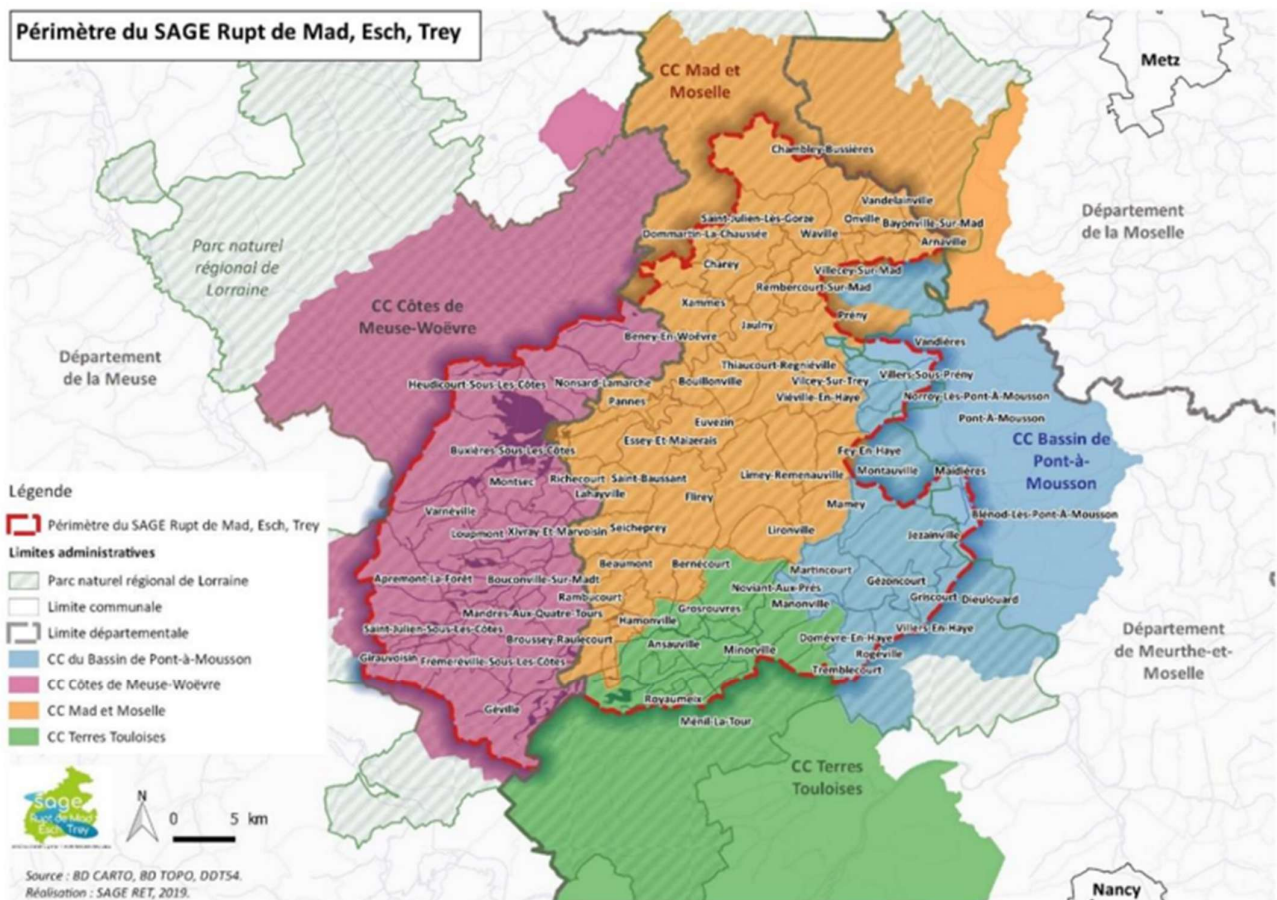 Périmètre du SAGE Rupt de Mad, Esch, Trey
CC Mad et
Moselle
Metz
Chambley-Bussières
Vandelainville
Saint-Julien-Lès-Gorze
Onville
Bayonville-Sur-Mad
Dommartin-La-Chaussée
Waville
Arnaville
Département
de la Moselle
Parc naturel
régional de
Lorraine
Charey
Villecey-Sur-Mad
Rembercourt-Sur-Mad
CC Côtes de
Meuse-Woëvre
Xammes
Prény
Jaulny
Beney-En-Woëvre
Vandières
Département
de la Meuse
Thiaucourt-Regniéville
Heudicourt-Sous-Les-Côtes
Nonsard-Lamarche
Bouillonville
Vilcey-Sur-Trey
Villers-Sous-Prény
Pannes
Viéville-En-Haye
Norroy-Lès-Pont-À-Mousson
Euvezin
Pont-À-Mousson
Essey-Et-Maizerais
CC Bassin de
Pont-à-
Mousson
Buxières-Sous-Les-Côtes
Fey-En-Haye
Montauville
Maidières
Montsec
Richecourt
Saint-Baussant
Limey-Remenauville
Lahayville
Flirey
Mamey
Varnéville
Blénod-Lès-Pont-À-Mousson
Loupmont
Xivray-Et-Marvoisin
Seicheprey
Lironville
Jezainville
Beaumont
Bernécourt
Martincourt
Apremont-La-Forêt
Bouconville-Sur-Madt
Noviant-Aux-Prés
Gézoncourt
Rambucourt
Manonville
Griscourt
Dieulouard
Mandres-Aux-Quatre-Tours
Grosrouvres
Hamonville
Saint-Julien-Sous-Les-Côtes
Broussey-Raulecourt
Ansauville
Minorville
Domèvre-En-Haye
Villers-En-Haye
Girauvoisin
Frémeréville-Sous-Les-Côtes
Rogéville
Tremblecourt
Royaumeix
Géville
Ménil-La-Tour
Département
de Meurthe-et-
Moselle
CC Terres
Touloises
Nancy
Légende
Périmètre du SAGE Rupt de Mad, Esch, Trey
Limites administratives
Parc naturel régional de Lorraine
Limite communale
Limite départementale
CC du Bassin de Pont-à-Mousson
CC Côtes de Meuse-Woëvre
CC Mad et Moselle
CC Terres Touloises
sage
Rupt de Mad
Esch Trey
N
0 5 km
Source : BD CARTO, BD TOPO, DDT54.
Réalisation : SAGE RET, 2019.